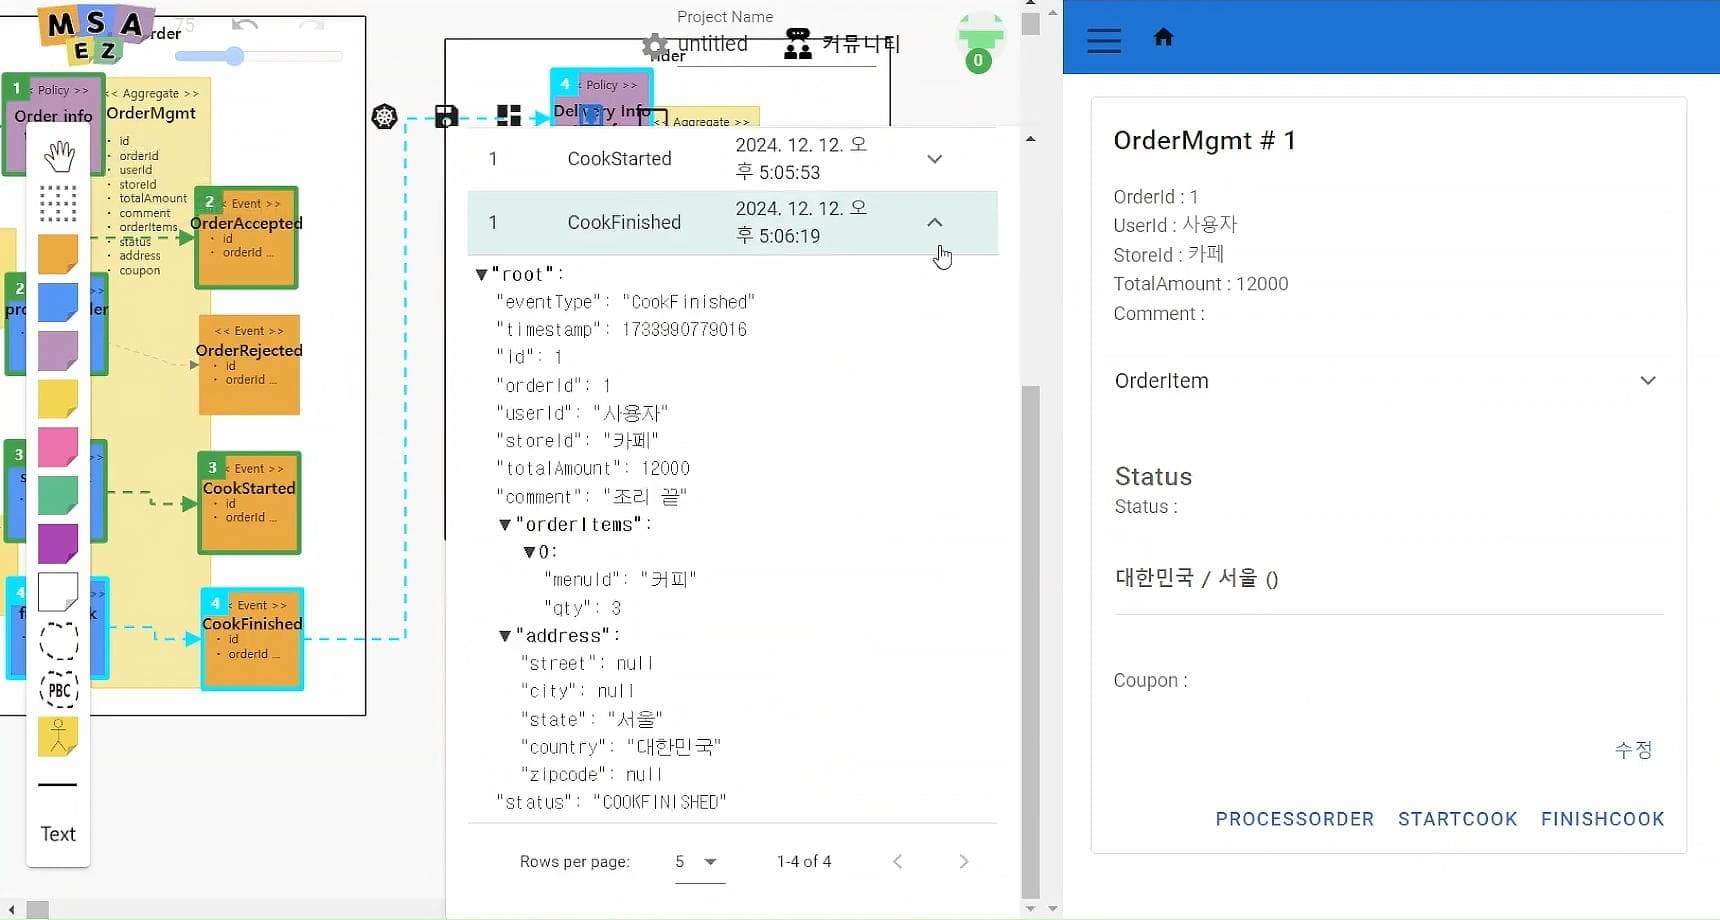 MSA
EZ
75
rder
Project Name
untitled
커뮤니티
0
1
< Policy >>
Order info
<< Aggregate >>
OrderMgmt
id
orderId
userId
storeId
totalAmount
comment
orderItems
status
address
coupon
2
< Event >>
OrderAccepted
id
orderId ...
<< Event >>
OrderRejected
id
orderId ...
3
< Event >>
CookStarted
id
orderId ...
4
< Event >>
CookFinished
id
orderId ...
2
pro
der
3
s
>>
4
fi
k
>>
PBC
Text
4
< Policy >>
Delivery Info
<< Aggregate >>
1 CookStarted 2024. 12. 12. 오
후 5:05:53
1 CookFinished 2024. 12. 12. 오
후 5:06:19
▼"root":
"eventType": "CookFinished"
"timestamp": 1733990779016
"id": 1
"orderId": 1
"userId": "사용자"
"storeId": "카페"
"totalAmount": 12000
"comment": "조리 끝"
▼"orderItems":
▼0:
"menuId": "커피"
"qty": 3
▼"address":
"street": null
"city": null
"state": "서울"
"country": "대한민국"
"zipcode": null
"status": "COOKFINISHED"
Rows per page: 5 1-4 of 4
OrderMgmt # 1
OrderId : 1
UserId : 사용자
StoreId : 카페
TotalAmount : 12000
Comment :
OrderItem
Status
Status :
대한민국 / 서울 ()
Coupon :
수정
PROCESSORDER STARTCOOK FINISHCOOK